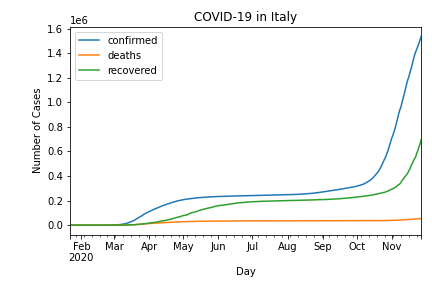 COVID-19 in Italy
1e6
confirmed
deaths
recovered
Number of Cases
1.6
1.4
1.2
1.0
0.8
0.6
0.4
0.2
0.0
Feb Mar Apr May Jun Jul Aug Sep Oct Nov
2020
Day